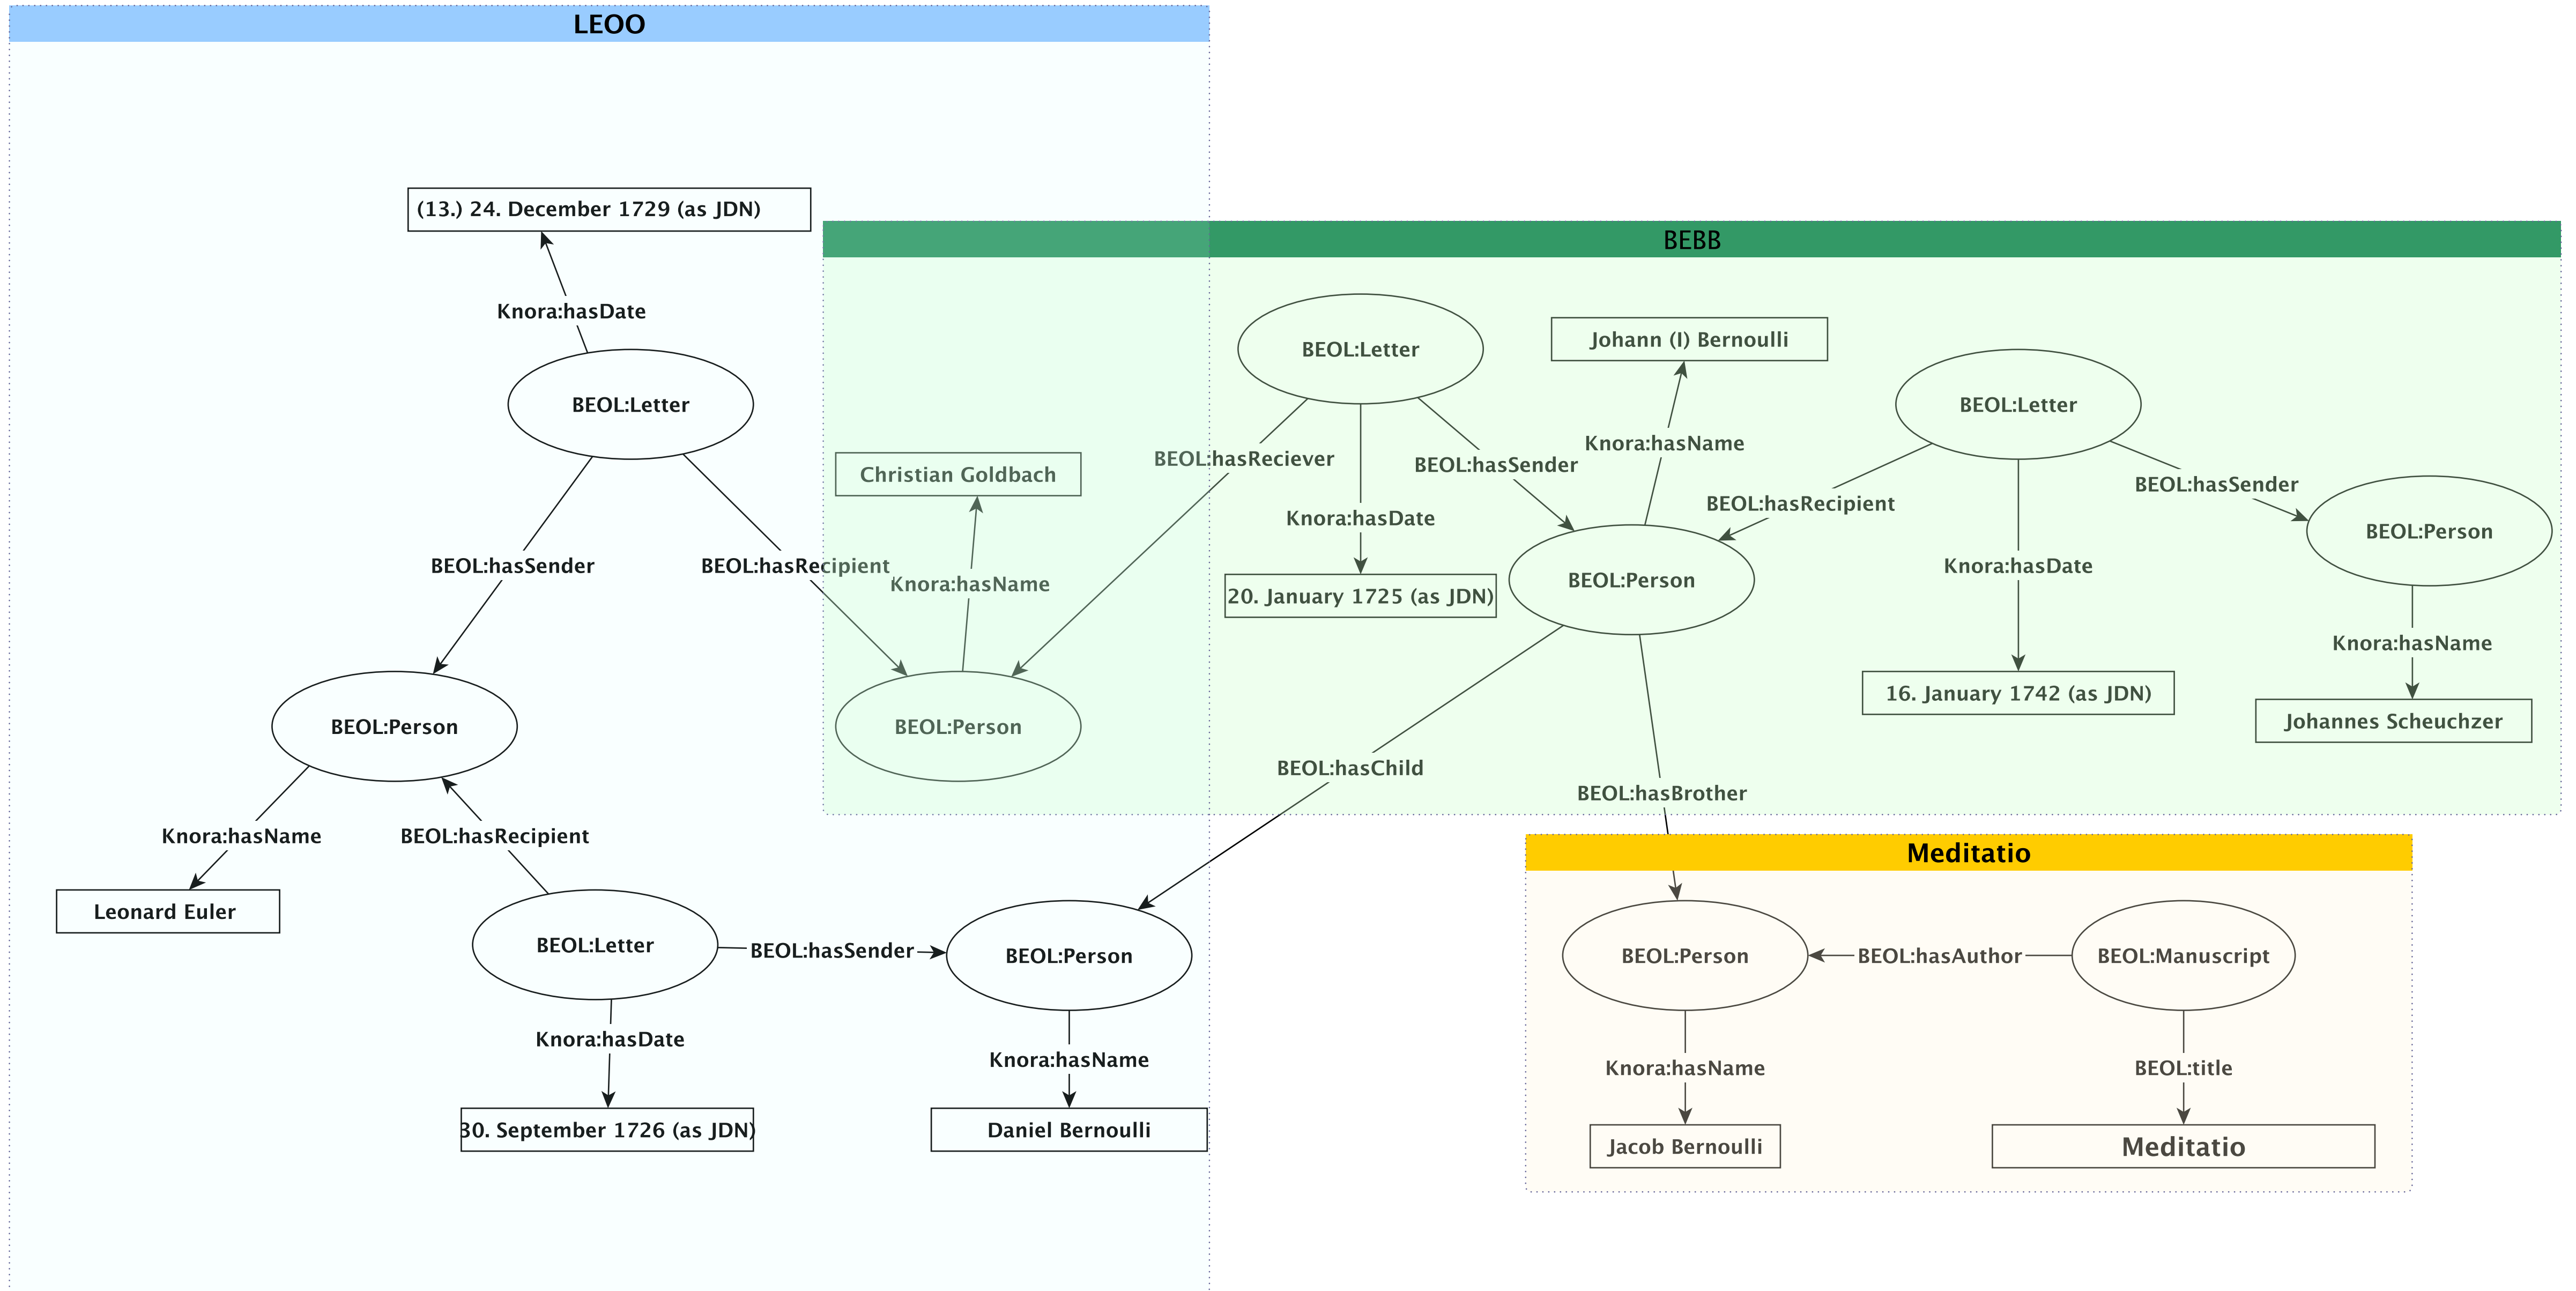 LEOO
(13.) 24. December 1729 (as JDN)
BEBB
Knora:hasDate
BEOL:Letter
Johann (I) Bernoulli
BEOL:Letter
BEOL:Letter
Knora:hasName
BEOL:hasReciever
BEOL:hasSender
Christian Goldbach
BEOL:hasSender
BEOL:hasRecipient
Knora:hasDate
BEOL:Person
BEOL:hasSender
BEOL:hasRecipient
Knora:hasName
BEOL:Person
Knora:hasDate
20. January 1725 (as JDN)
Knora:hasName
16. January 1742 (as JDN)
Johannes Scheuchzer
BEOL:Person
BEOL:Person
BEOL:hasChild
BEOL:hasBrother
Knora:hasName
BEOL:hasRecipient
Meditatio
Leonard Euler
BEOL:Letter
BEOL:hasSender
BEOL:Person
BEOL:Person
BEOL:hasAuthor
BEOL:Manuscript
Knora:hasDate
Knora:hasName
Knora:hasName
BEOL:title
30. September 1726 (as JDN)
Daniel Bernoulli
Jacob Bernoulli
Meditatio